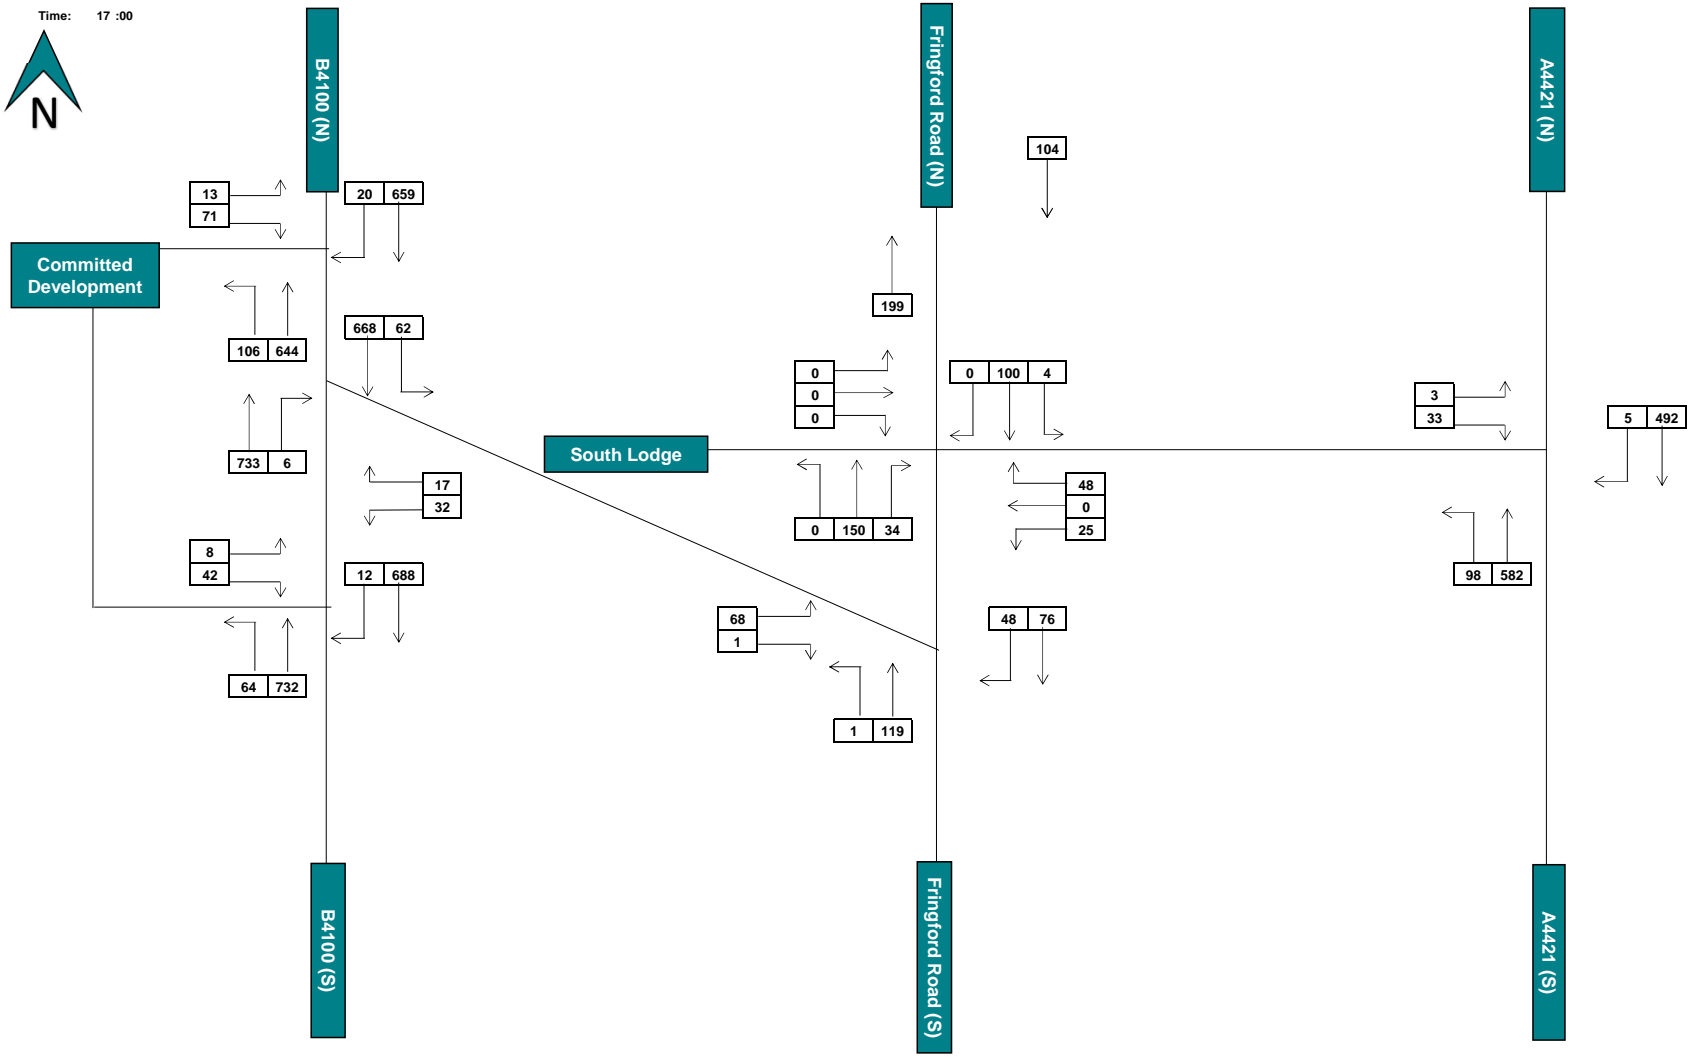 Time: 17 :00
N
B4100 (N)
Fringford Road (N)
A4421 (N)
104
13
71
20 659
Committed
Development
199
106 644
668 62
0
0
0
0 100 4
3
33
5 492
733 6
South Lodge
17
32
48
0
25
0 150 34
8
42
12 688
98 582
68
1
48 76
64 732
1 119
B4100 (S)
Fringford Road (S)
A4421 (S)